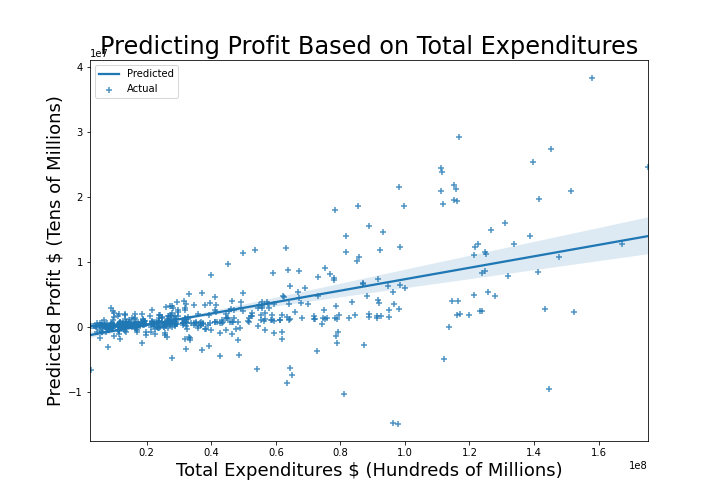 Predicting Profit Based on Total Expenditures
1e7
Predicted
Actual
4
3
2
1
0
−1
Predicted Profit $ (Tens of Millions)
0.2 0.4 0.6 0.8 1.0 1.2 1.4 1.6
1e8
Total Expenditures $ (Hundreds of Millions)